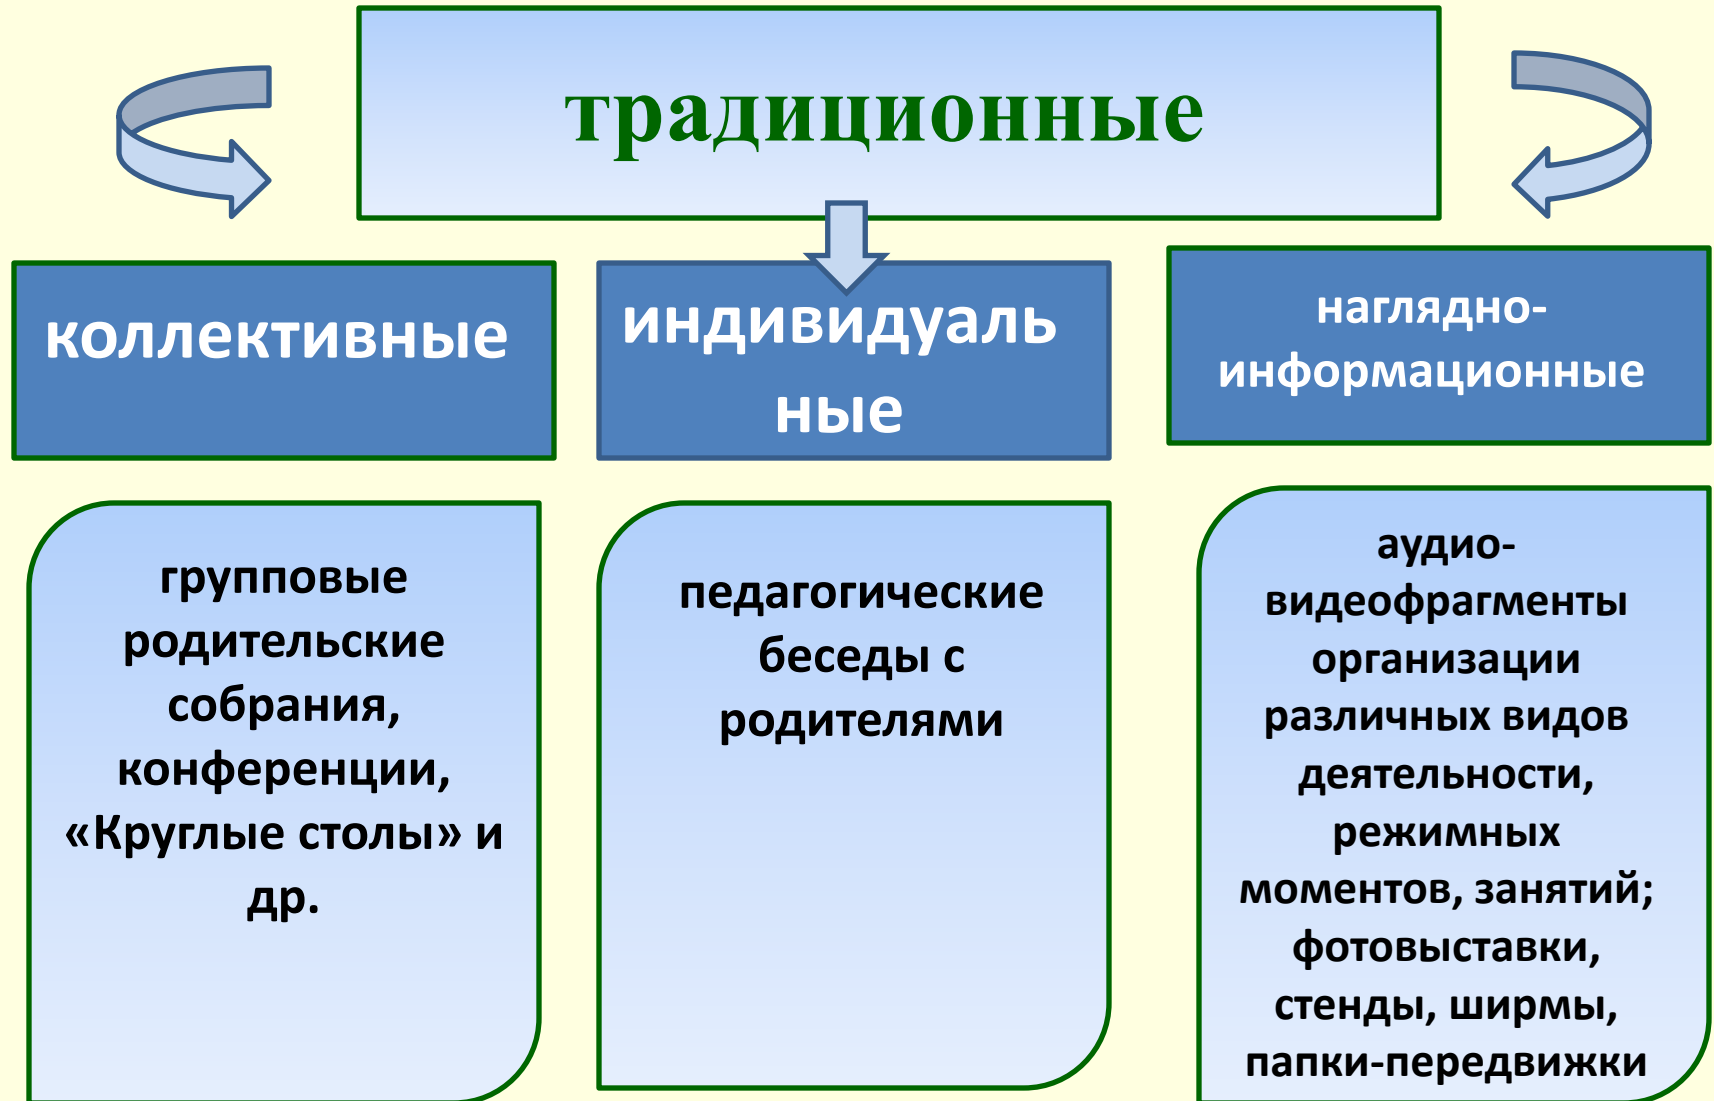 традиционные
коллективные
индивидуаль
ные
наглядно-
информационные
групповые
родительские
собрания,
конференции,
«Круглые столы» и
др.
педагогические
беседы с
родителями
аудио-
видеофрагменты
организации
различных видов
деятельности,
режимных
моментов, занятий;
фотовыставки,
стенды, ширмы,
папки-передвижки